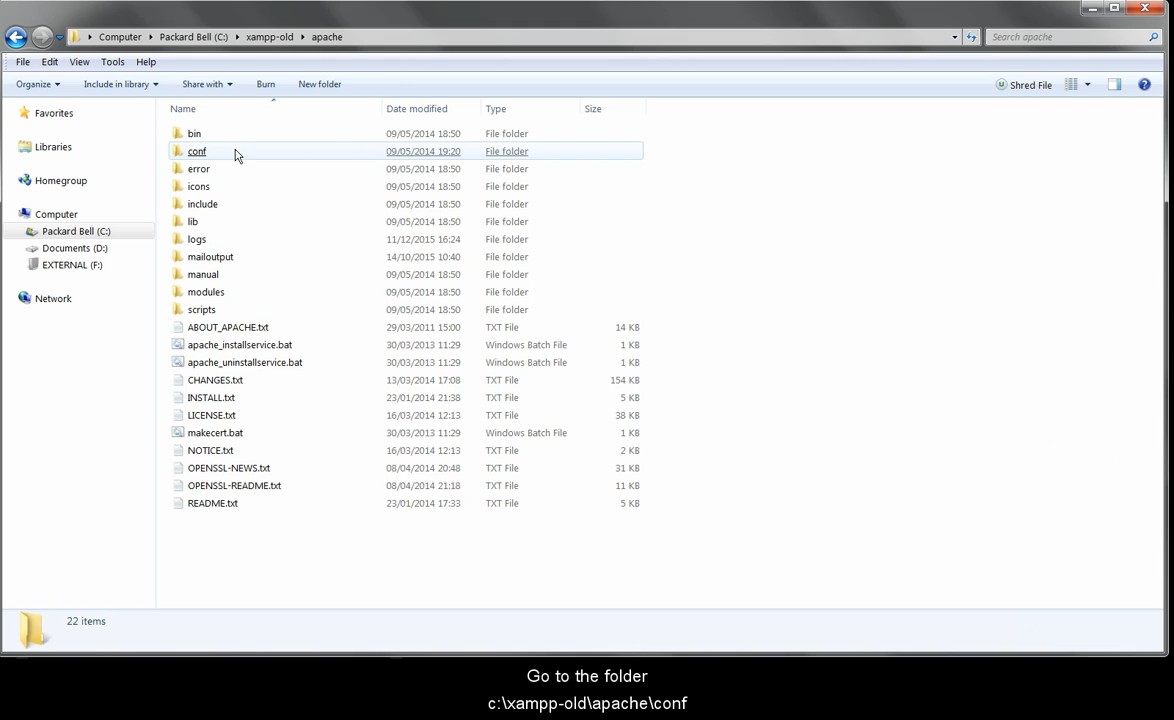 Computer Packard Bell (C:) xampp-old apache Search apache
File Edit View Tools Help
Organize Include in library Share with Burn New folder Shred File
Favorites
Libraries
Homegroup
Computer
Packard Bell (C:)
Documents (D:)
EXTERNAL (F:)
Network
Name Date modified Type Size
bin 09/05/2014 18:50 File folder
conf 09/05/2014 19:20 File folder
error 09/05/2014 18:50 File folder
icons 09/05/2014 18:50 File folder
include 09/05/2014 18:50 File folder
lib 09/05/2014 18:50 File folder
logs 11/12/2015 16:24 File folder
mailoutput 14/10/2015 10:40 File folder
manual 09/05/2014 18:50 File folder
modules 09/05/2014 18:50 File folder
scripts 09/05/2014 18:50 File folder
ABOUT_APACHE.txt 29/03/2011 15:00 TXT File 14 KB
apache_installservice.bat 30/03/2013 11:29 Windows Batch File 1 KB
apache_uninstallservice.bat 30/03/2013 11:29 Windows Batch File 1 KB
CHANGES.txt 13/03/2014 17:08 TXT File 154 KB
INSTALL.txt 23/01/2014 21:38 TXT File 5 KB
LICENSE.txt 16/03/2014 12:13 TXT File 38 KB
makecert.bat 30/03/2013 11:29 Windows Batch File 1 KB
NOTICE.txt 16/03/2014 12:13 TXT File 2 KB
OPENSSL-NEWS.txt 08/04/2014 20:48 TXT File 31 KB
OPENSSL-README.txt 08/04/2014 21:18 TXT File 11 KB
README.txt 23/01/2014 17:33 TXT File 5 KB
22 items
Go to the folder
c:\xampp-old\apache\conf